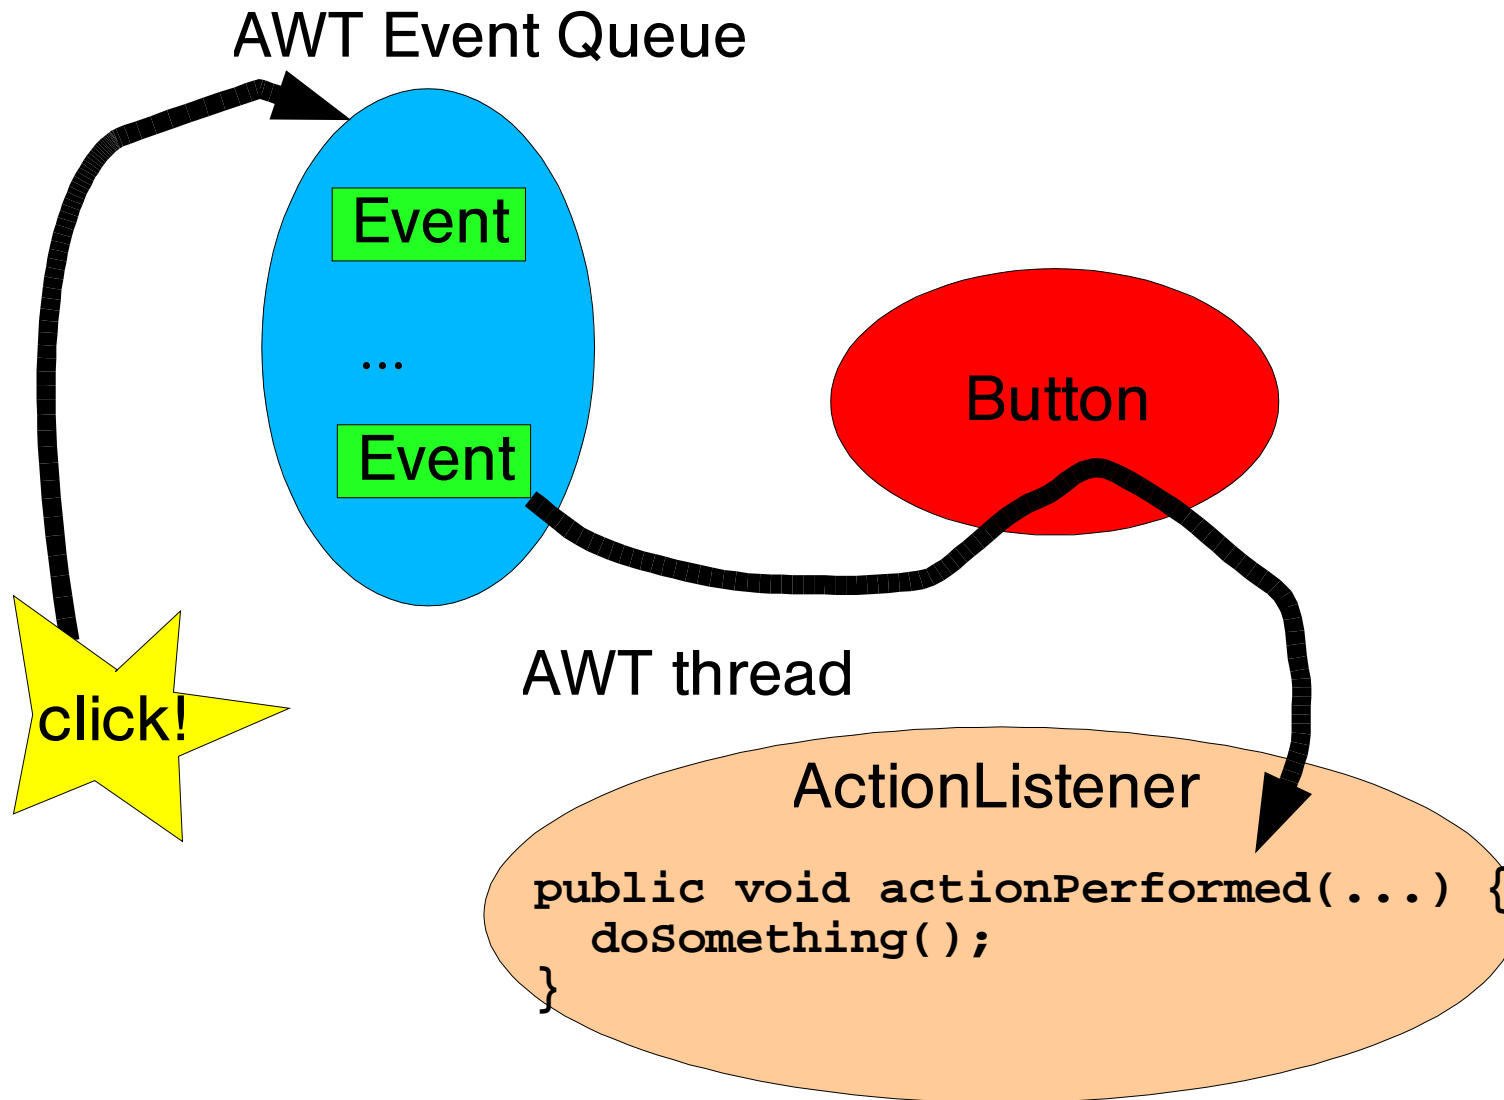 AWT Event Queue
Event
...
Event
Button
click!
AWT thread
ActionListener
public void actionPerformed(...) {
doSomething();
}